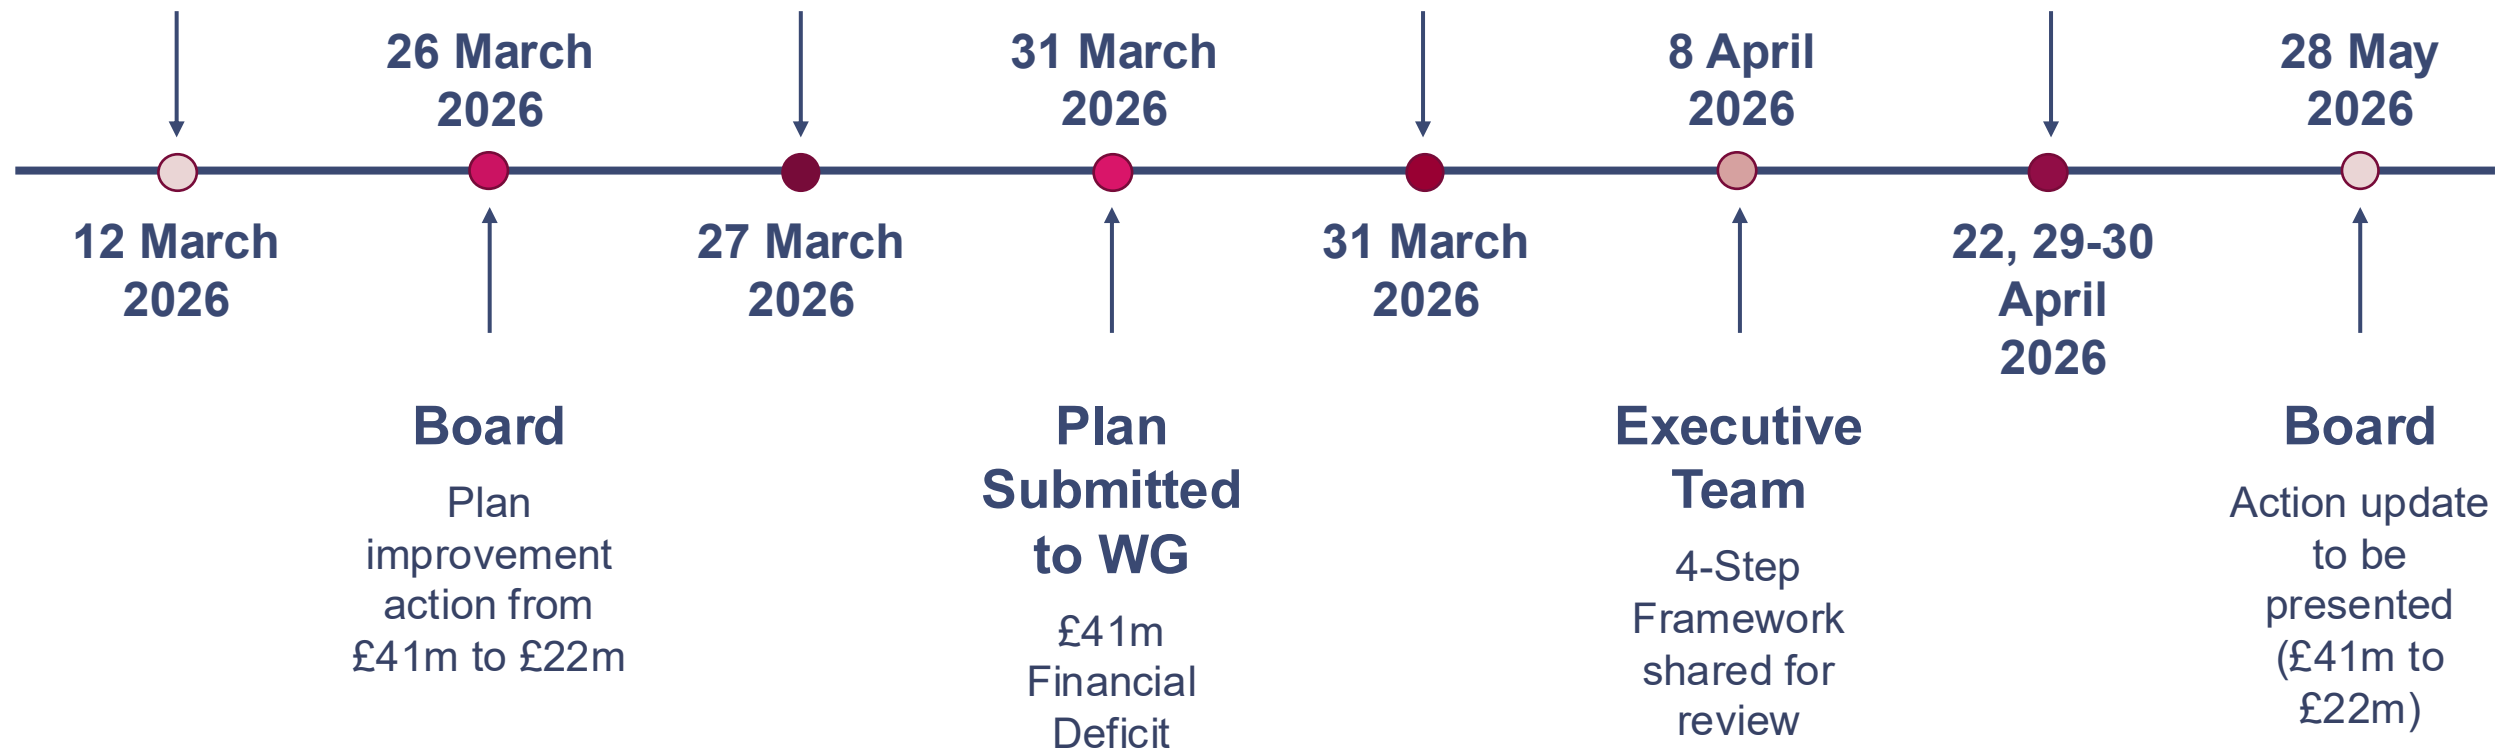 26 March
2026
31 March
2026
8 April
2026
28 May
2026
12 March
2026
27 March
2026
31 March
2026
22, 29-30
April
2026
Board
Plan
improvement
action from
£41m to £22m
Plan
Submitted
to WG
£41m
Financial
Deficit
Executive
Team
4-Step
Framework
shared for
review
Board
Action update
to be
presented
(£41m to
£22m)